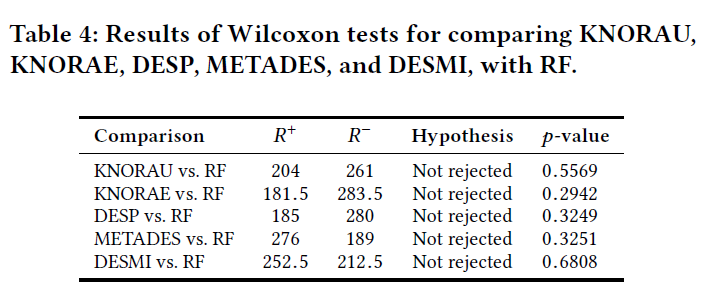 Table 4: Results of Wilcoxon tests for comparing KNORAU,
KNORAE, DESP, METADES, and DESMI, with RF.
Comparison R+ R− Hypothesis p-value
KNORAU vs. RF 204 261 Not rejected 0.5569
KNORAE vs. RF 181.5 283.5 Not rejected 0.2942
DESP vs. RF 185 280 Not rejected 0.3249
METADES vs. RF 276 189 Not rejected 0.3251
DESMI vs. RF 252.5 212.5 Not rejected 0.6808